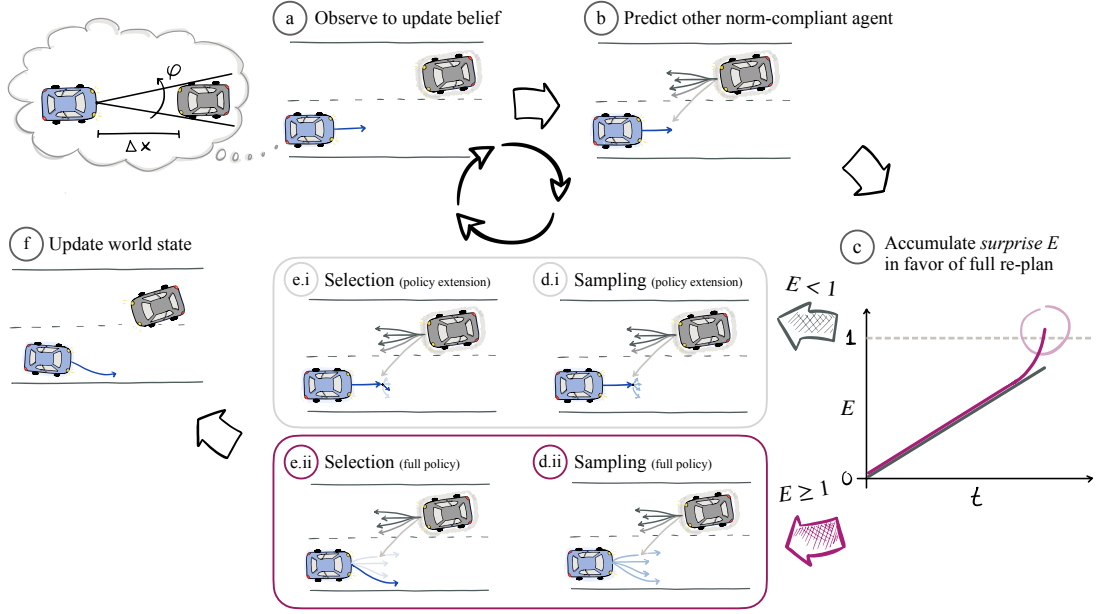 a Observe to update belief
b Predict other norm-compliant agent
φ
Δx
f Update world state
c Accumulate surprise E
in favor of full re-plan
e.i Selection (policy extension)
d.i Sampling (policy extension)
E < 1
1
E
0
t
e.ii Selection (full policy)
d.ii Sampling (full policy)
E ≥ 1